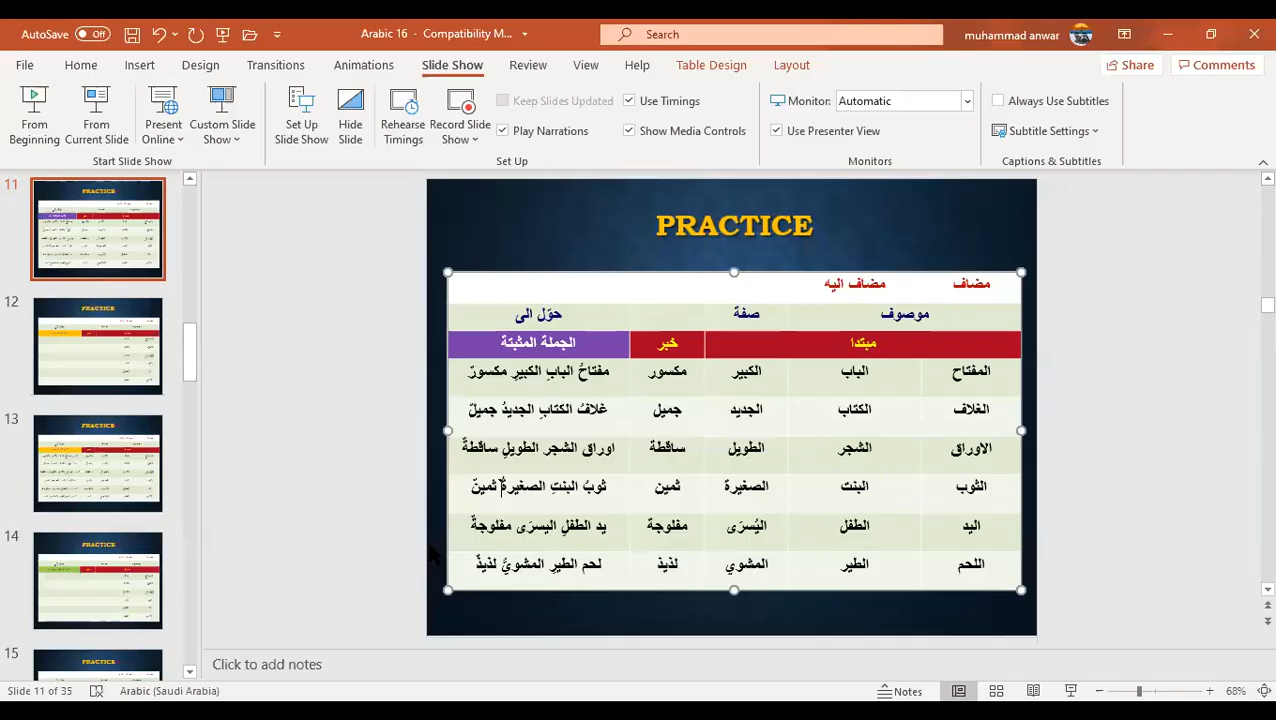 AutoSave Off Arabic 16 - Compatibility M... Search muhammad anwar
File Home Insert Design Transitions Animations Slide Show Review View Help Table Design Layout Share Comments
From Beginning From Current Slide Present Online Custom Slide Show Set Up Slide Show Hide Slide Rehearse Timings Record Slide Show
Keep Slides Updated Use Timings
Play Narrations Show Media Controls
Monitor: Automatic
Use Presenter View
Always Use Subtitles
Subtitle Settings
Start Slide Show Set Up Monitors Captions & Subtitles
11
PRACTICE
12
PRACTICE
13
PRACTICE
14
PRACTICE
15
PRACTICE
PRACTICE
مضاف مضاف اليه
موصوف صفة حوّل الى
مبتدا خبر الجملة المثبتة
المفتاح الباب الكبير مكسور مفتاحُ البابِ الكبيرِ مكسورٌ
الغلاف الكتاب الجديد جميل غلافُ الكتابِ الجديدُ جميلٌ
الاوراق الشجر الطويل ساقطة اوراق الشجر الطويلِ ساقطةٌ
الثوب البنت الصغيرة ثمين ثوبُ البنتِ الصغيرةِ ثمينٌ
اليد الطفل اليُسرَى مفلوجة يد الطفلِ اليسرَى مفلوجةٌ
اللحم الطير المشوي لذيذ لحم الطيرِ المشويِّ لذيذٌ
Click to add notes
Slide 11 of 35 Arabic (Saudi Arabia) Notes 68%